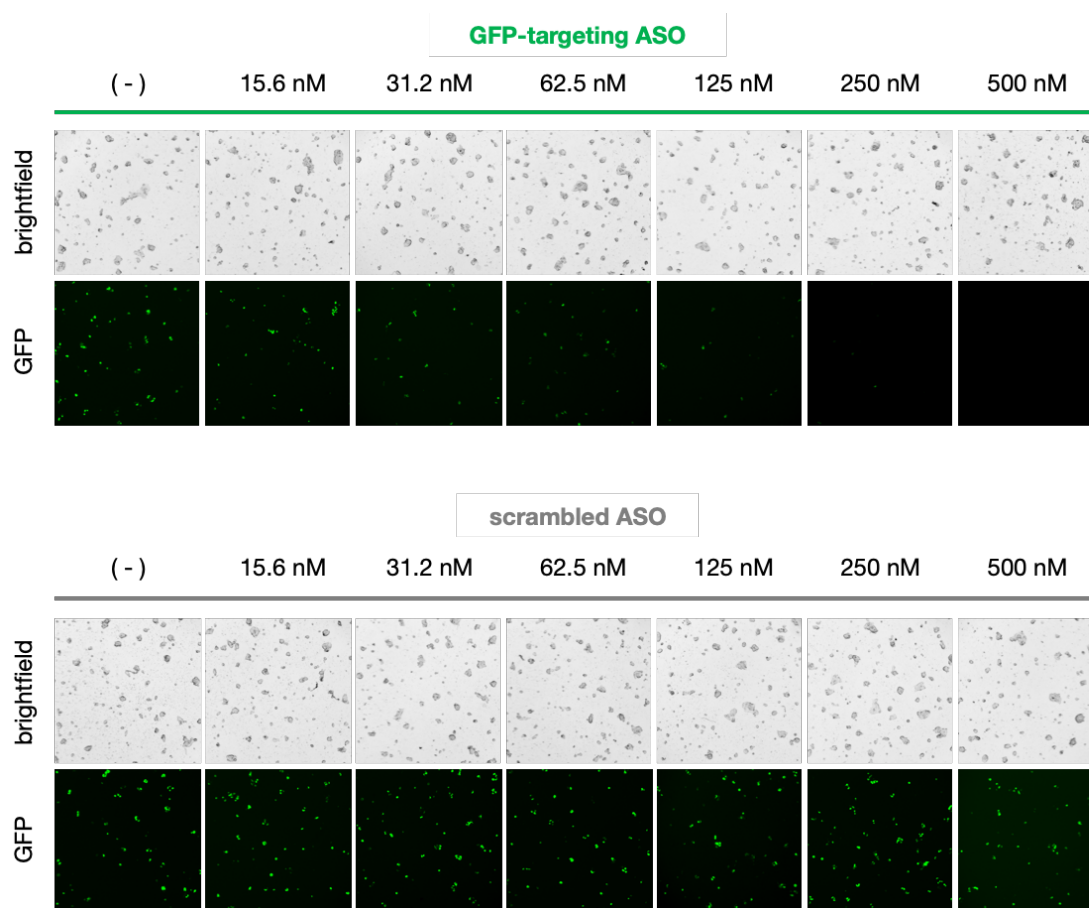 GFP-targeting ASO
( - ) 15.6 nM 31.2 nM 62.5 nM 125 nM 250 nM 500 nM
brightfield
GFP
scrambled ASO
( - ) 15.6 nM 31.2 nM 62.5 nM 125 nM 250 nM 500 nM
brightfield
GFP